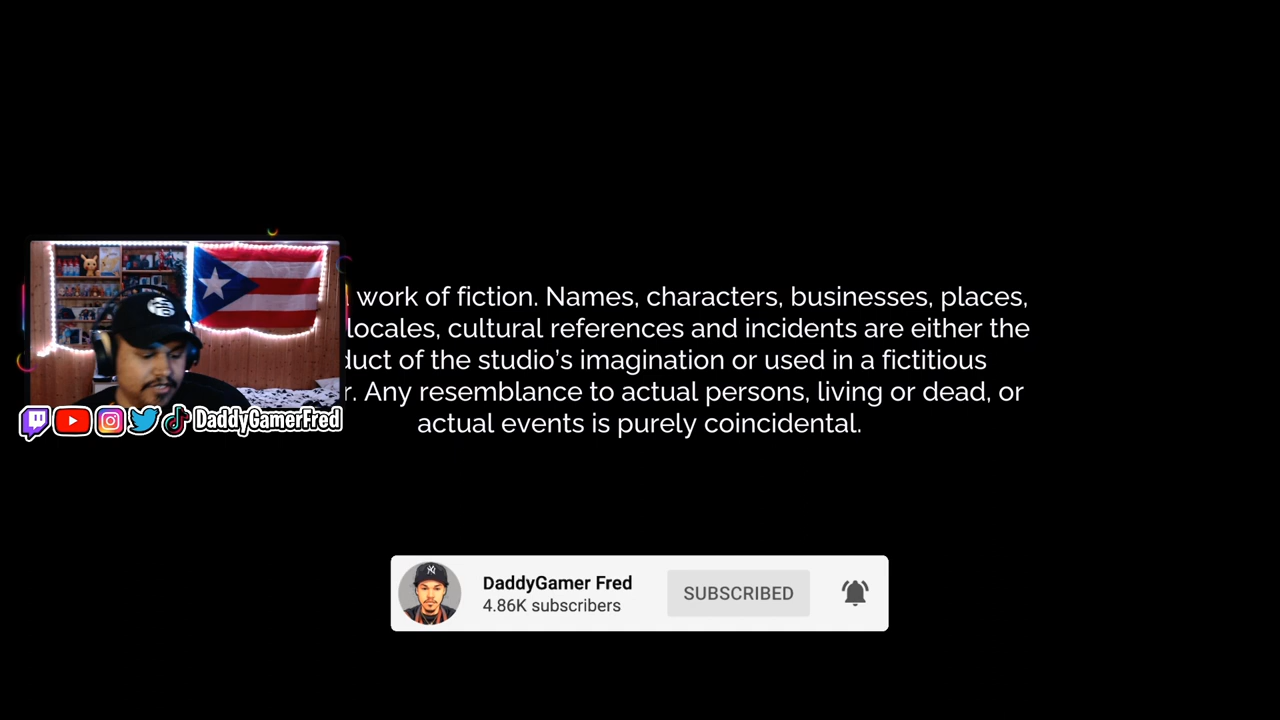 work of fiction. Names, characters, businesses, places,
locales, cultural references and incidents are either the
duct of the studio's imagination or used in a fictitious
r. Any resemblance to actual persons, living or dead, or
actual events is purely coincidental.
DaddyGamerFred
DaddyGamer Fred
4.86K subscribers
SUBSCRIBED